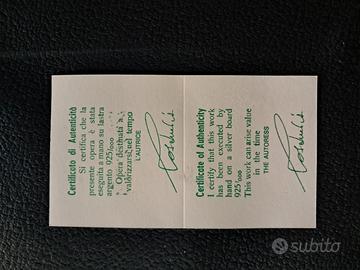 Certificato di Autenticità
Si certifica che la
presente opera è stata
eseguita a mano su lastra
argento 925/000
Opera destinata a
valorizzarsi nel tempo
L'AUTRICE
Certificate of Authenticity
I certify that this work
has been executed by
hand on a silver board
925/000
This work can arise value
in the time
THE AUTORESS
subito